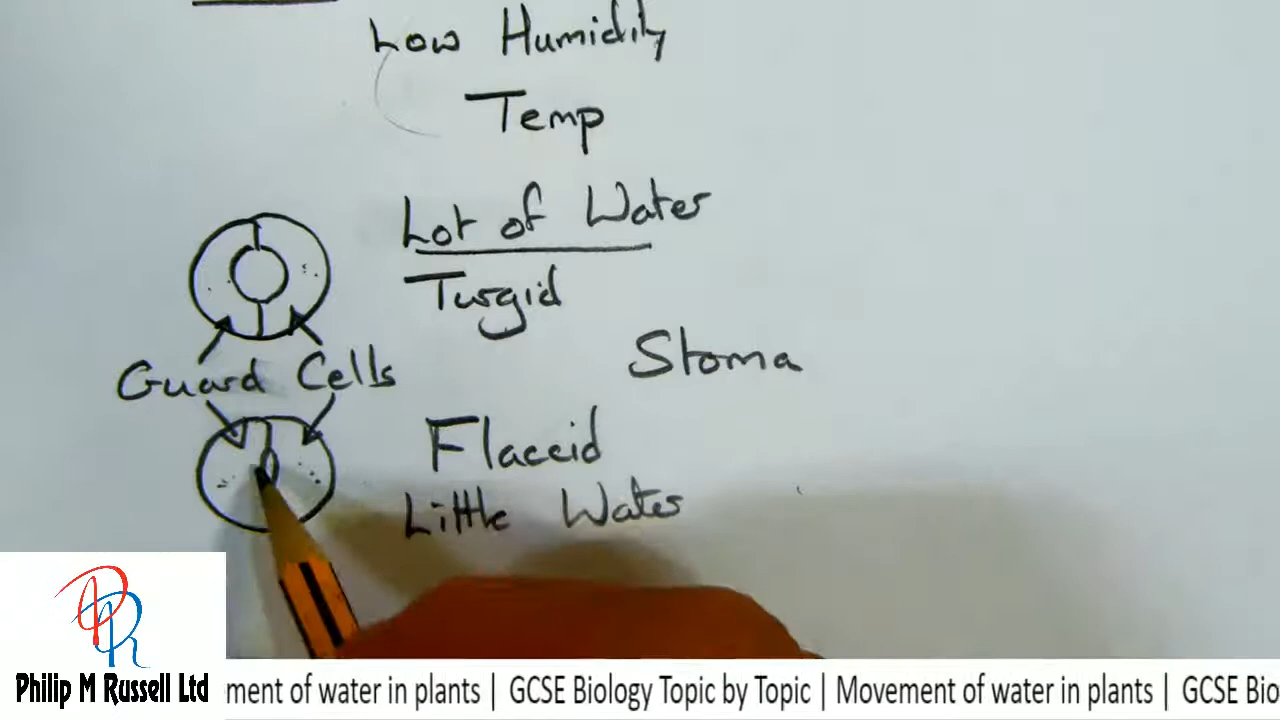 Low Humidity
Temp
Lot of Water
Turgid
Stoma
Guard Cells
Flaccid
Little Water
Philip M Russell Ltd
ment of water in plants | GCSE Biology Topic by Topic | Movement of water in plants | GCSE Bio